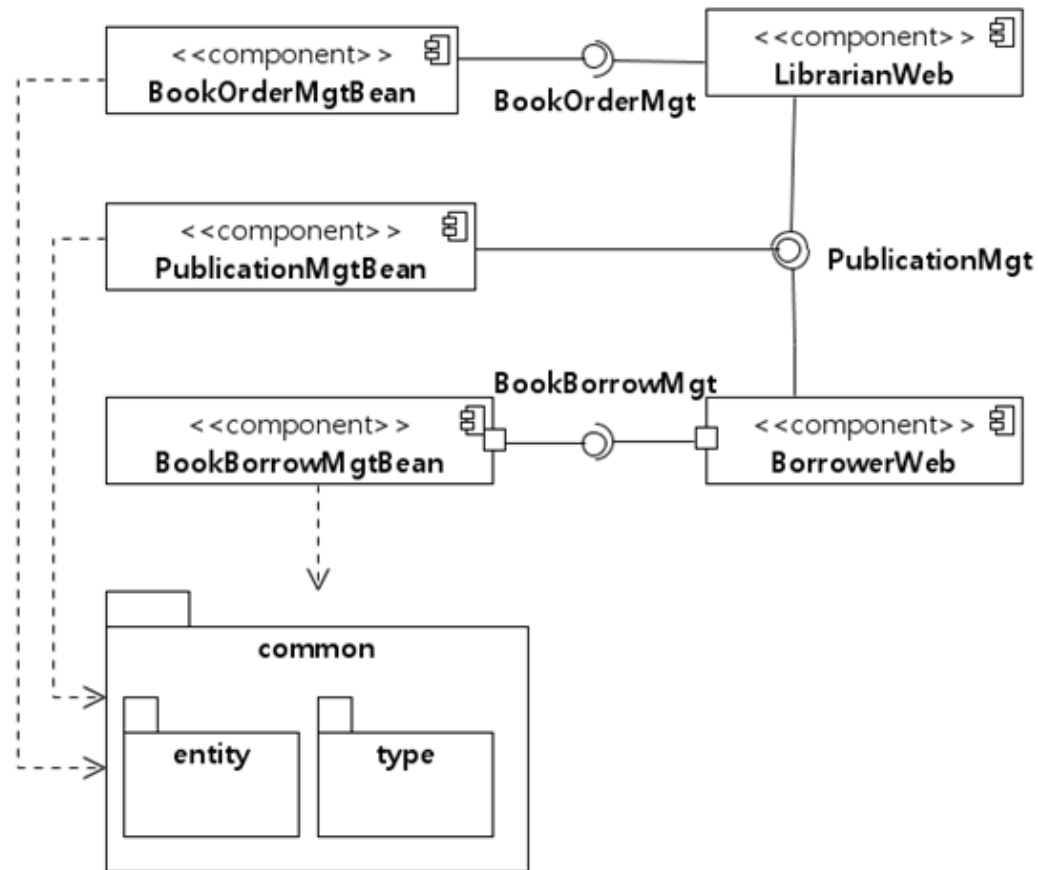 <<component>>
BookOrderMgtBean
BookOrderMgt
<<component>>
LibrarianWeb
<<component>>
PublicationMgtBean
PublicationMgt
BookBorrowMgt
<<component>>
BookBorrowMgtBean
<<component>>
BorrowerWeb
common
entity
type